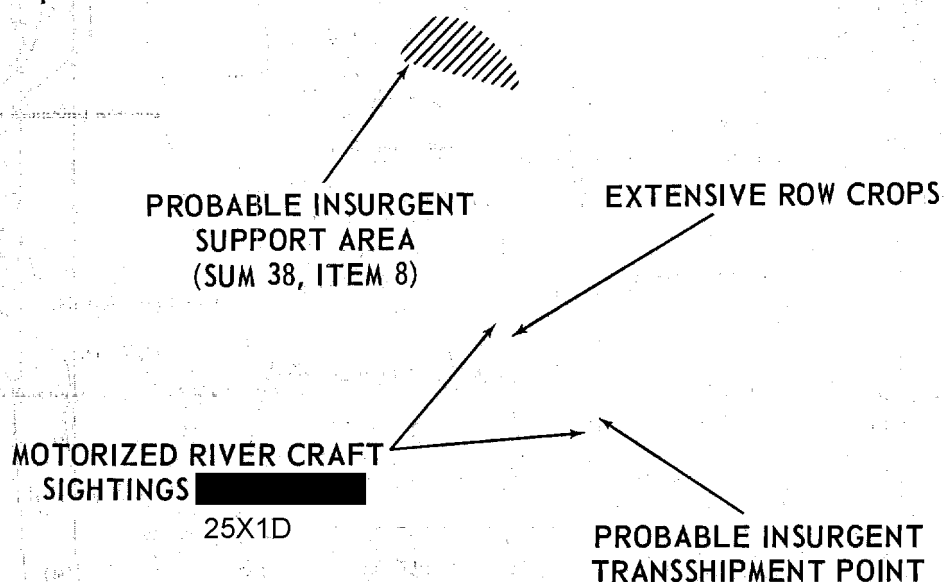 PROBABLE INSURGENT
SUPPORT AREA
(SUM 38, ITEM 8)
EXTENSIVE ROW CROPS
MOTORIZED RIVER CRAFT
SIGHTINGS
25X1D
PROBABLE INSURGENT
TRANSSHIPMENT POINT